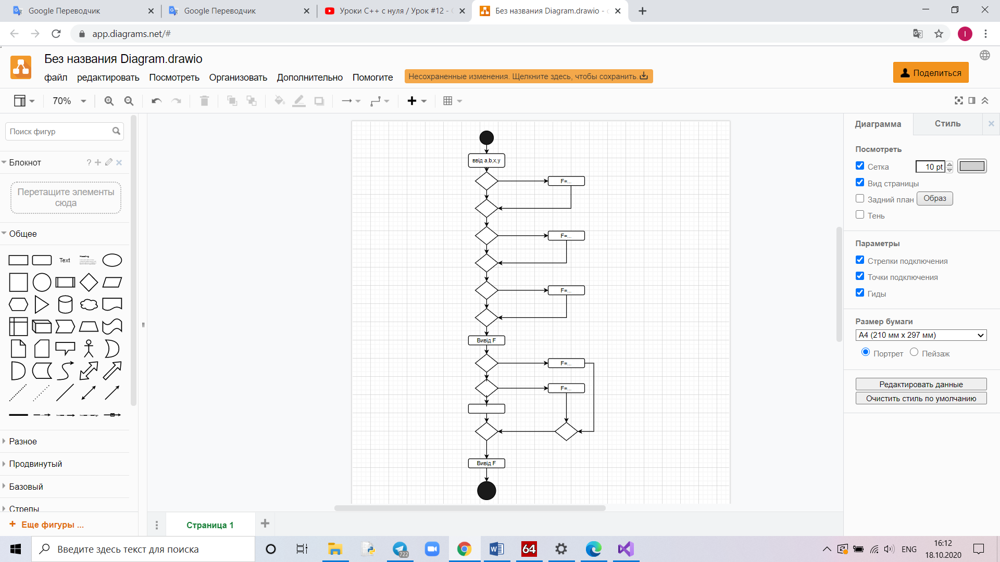 Google Переводчик
Google Переводчик
Уроки C++ с нуля / Урок #12 -
Без названия Diagram.drawio -
app.diagrams.net/#
I
Без названия Diagram.drawio
файл редактировать Посмотреть Организовать Дополнительно Помогите
Несохраненные изменения. Щелкните здесь, чтобы сохранить.
Поделиться
70%
Поиск фигур
Блокнот
?
Перетащите элементы
сюда
Общее
Text
Heading
Разное
Продвинутый
Базовый
Стрелы
Еще фигуры ...
ввід a,b,x,y
F=...
F=...
F=...
Вивід F
F=...
F=...
Вивід F
Страница 1
Диаграмма
Стиль
Посмотреть
Сетка
10 pt
Вид страницы
Задний план
Образ
Тень
Параметры
Стрелки подключения
Точки подключения
Гиды
Размер бумаги
A4 (210 мм x 297 мм)
Портрет
Пейзаж
Редактировать данные
Очистить стиль по умолчанию
Введите здесь текст для поиска
722
64
ENG
16:12
18.10.2020